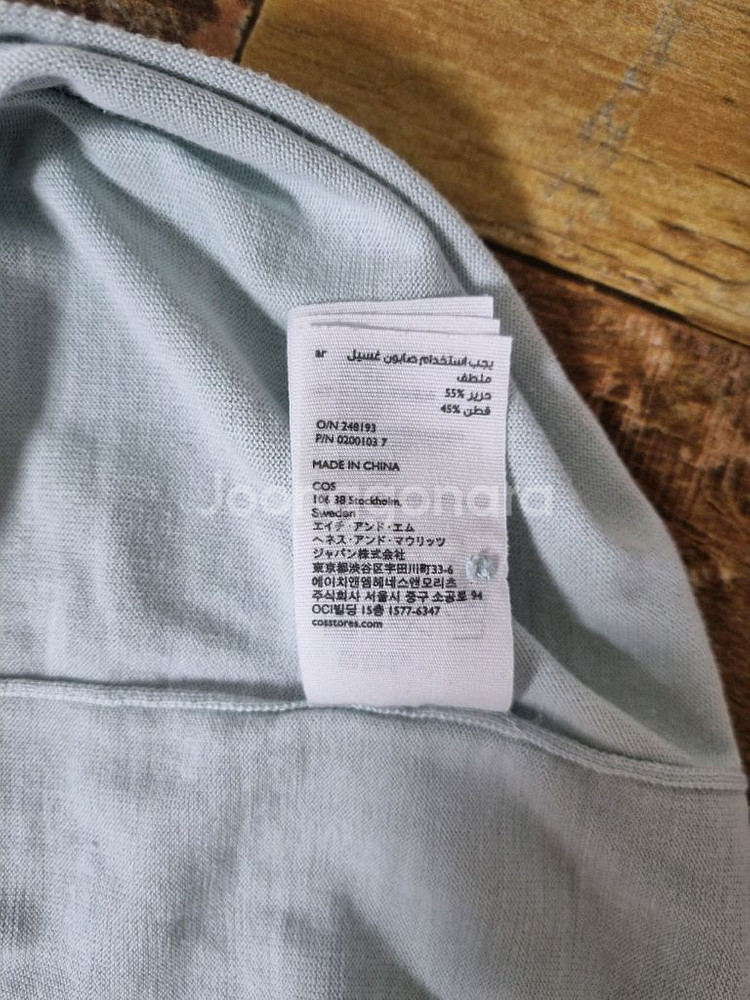 ar يجب استخدام صابون غسيل
ملطف
حرير 55%
قطن 45%
O/N 248193
P/N 0200103 7
MADE IN CHINA
COS
106 38 Stockholm,
Sweden
エイチ・アンド・エム
ヘネス・アンド・マウリッツ
ジャパン株式会社
東京都渋谷区宇田川町33-6
에이치앤엠헤네스앤모리츠
주식회사 서울시 중구 소공로 94
OCI빌딩 15층 1577-6347
cosstores.com
Joonggonara